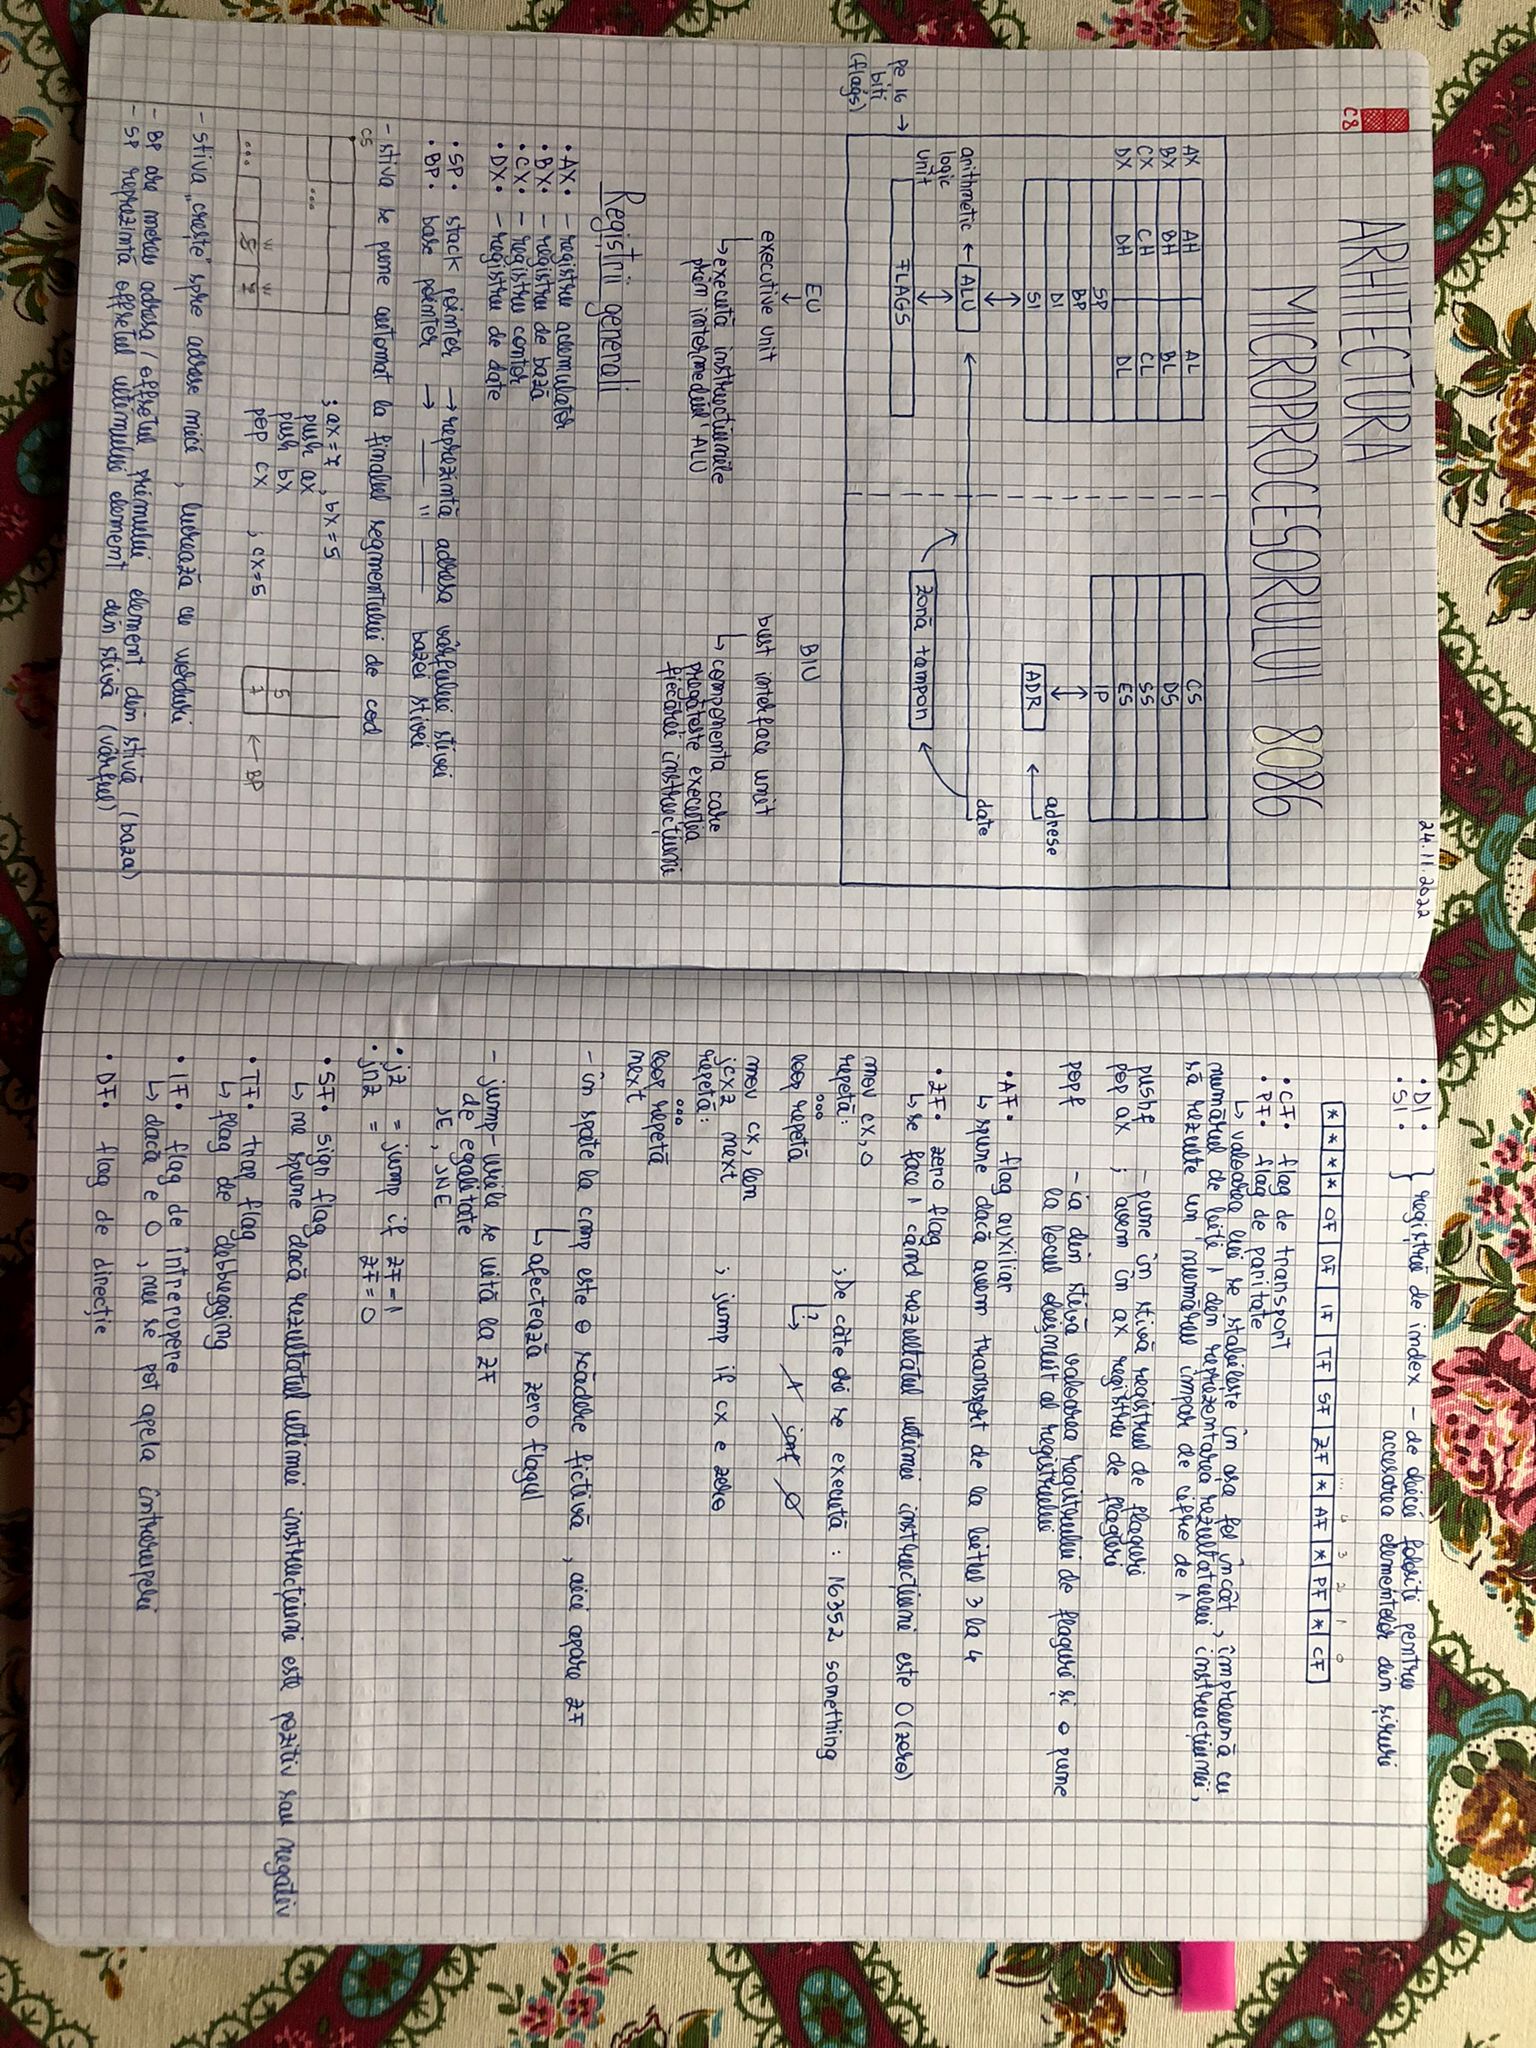 24.11.2022
C8
ARHITECTURA
MICROPROCESORULUI 8086
AX AH AL
BX BH BL
CX CH CL
DX DH DL
SP
BP
DI
SI
CS
DS
SS
ES
IP
ADR ← adrese
date
arithmetic ← ALU
logic
unit
zonă tampon
FLAGS
pe 16 →
biți
(flags)
EU
executive unit
↳ execută instrucțiunile
prin intermediul ALU
BIU
bust interface unit
↳ componenta care
pregătește execuția
fiecărei instrucțiuni
Regiștrii generali
• AX • – registru acumulator
• BX • – registru de bază
• CX • – registru contor
• DX • – registru de date
• SP • stack pointer → reprezintă adresa vârfului stivei
• BP • base pointer → —— " —— bazei stivei
– stiva se pune automat la finalul segmentului de cod
CS
...
... 5 7
; ax=7 , bx=5
push ax
push bx
pop cx ; cx=5
5
7 ← BP
– stiva „crește" spre adrese mici , lucrează cu worduri
– BP are mereu adresa / offsetul primului element din stivă (baza)
– SP reprezintă offsetul ultimului element din stivă (vârful)
• DI •
• SI •
} regiștrii de index – de obicei folosiți pentru
accesarea elementelor din șiruri
... 4 3 2 1 0
* * * * OF DF IF TF SF ZF * AF * PF * CF
• CF • flag de transport
• PF • flag de paritate
↳ valoarea lui se stabilește în așa fel încât , împreună cu
numărul de biți 1 din reprezentarea rezultatului instrucțiunii,
să rezulte un număru impar de cifre de 1
pushf – pune în stivă registrul de flaguri
pop ax ; avem în ax registru de flaguri
popf – ia din stivă valoarea registrului de flaguri și o pune
la locul obișnuit al registrului
• AF • flag auxiliar
↳ spune dacă avem transport de la bitul 3 la 4
• ZF • zero flag
↳ se face 1 când rezultatul ultimei instrucțiuni este 0 (zero)
mov cx, 0
repetă: ; De câte ori se execută : 16352 something
ooo
loop repetă ?↳ 1 inf 0
mov cx, len
jcxz next ; jump if cx e zero
repetă:
ooo
loop repetă
next
– în spate la cmp este o scădere fictivă , aici apare ZF
↳ afectează zero flagul
– jump-urile se uită la ZF
de egalitate
JE , JNE
• jz = jump if ZF = 1
• jnz = ZF = 0
• SF • sign flag
↳ ne spune dacă rezultatul ultimei instrucțiuni este pozitiv sau negativ
• TF • trap flag
↳ flag de debbugging
• IF • flag de întrerupere
↳ dacă e 0 , nu se pot apela întreruperi
• DF • flag de direcție